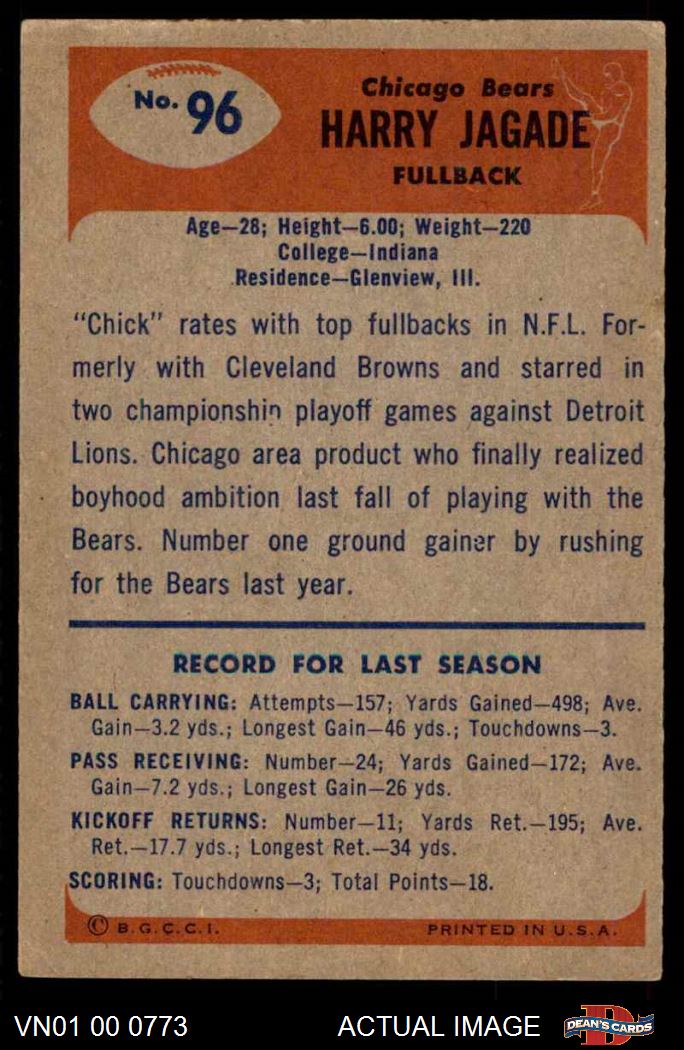 No. 96
Chicago Bears
HARRY JAGADE
FULLBACK
Age—28; Height—6.00; Weight—220
College—Indiana
Residence—Glenview, Ill.
"Chick" rates with top fullbacks in N.F.L. For-
merly with Cleveland Browns and starred in
two championship playoff games against Detroit
Lions. Chicago area product who finally realized
boyhood ambition last fall of playing with the
Bears. Number one ground gainer by rushing
for the Bears last year.
RECORD FOR LAST SEASON
BALL CARRYING: Attempts—157; Yards Gained—498; Ave.
Gain—3.2 yds.; Longest Gain—46 yds.; Touchdowns—3.
PASS RECEIVING: Number—24; Yards Gained—172; Ave.
Gain—7.2 yds.; Longest Gain—26 yds.
KICKOFF RETURNS: Number—11; Yards Ret.—195; Ave.
Ret.—17.7 yds.; Longest Ret.—34 yds.
SCORING: Touchdowns—3; Total Points—18.
© B.G.C.C.I.
PRINTED IN U.S.A.
VN01 00 0773
ACTUAL IMAGE
D
DEAN'S CARDS